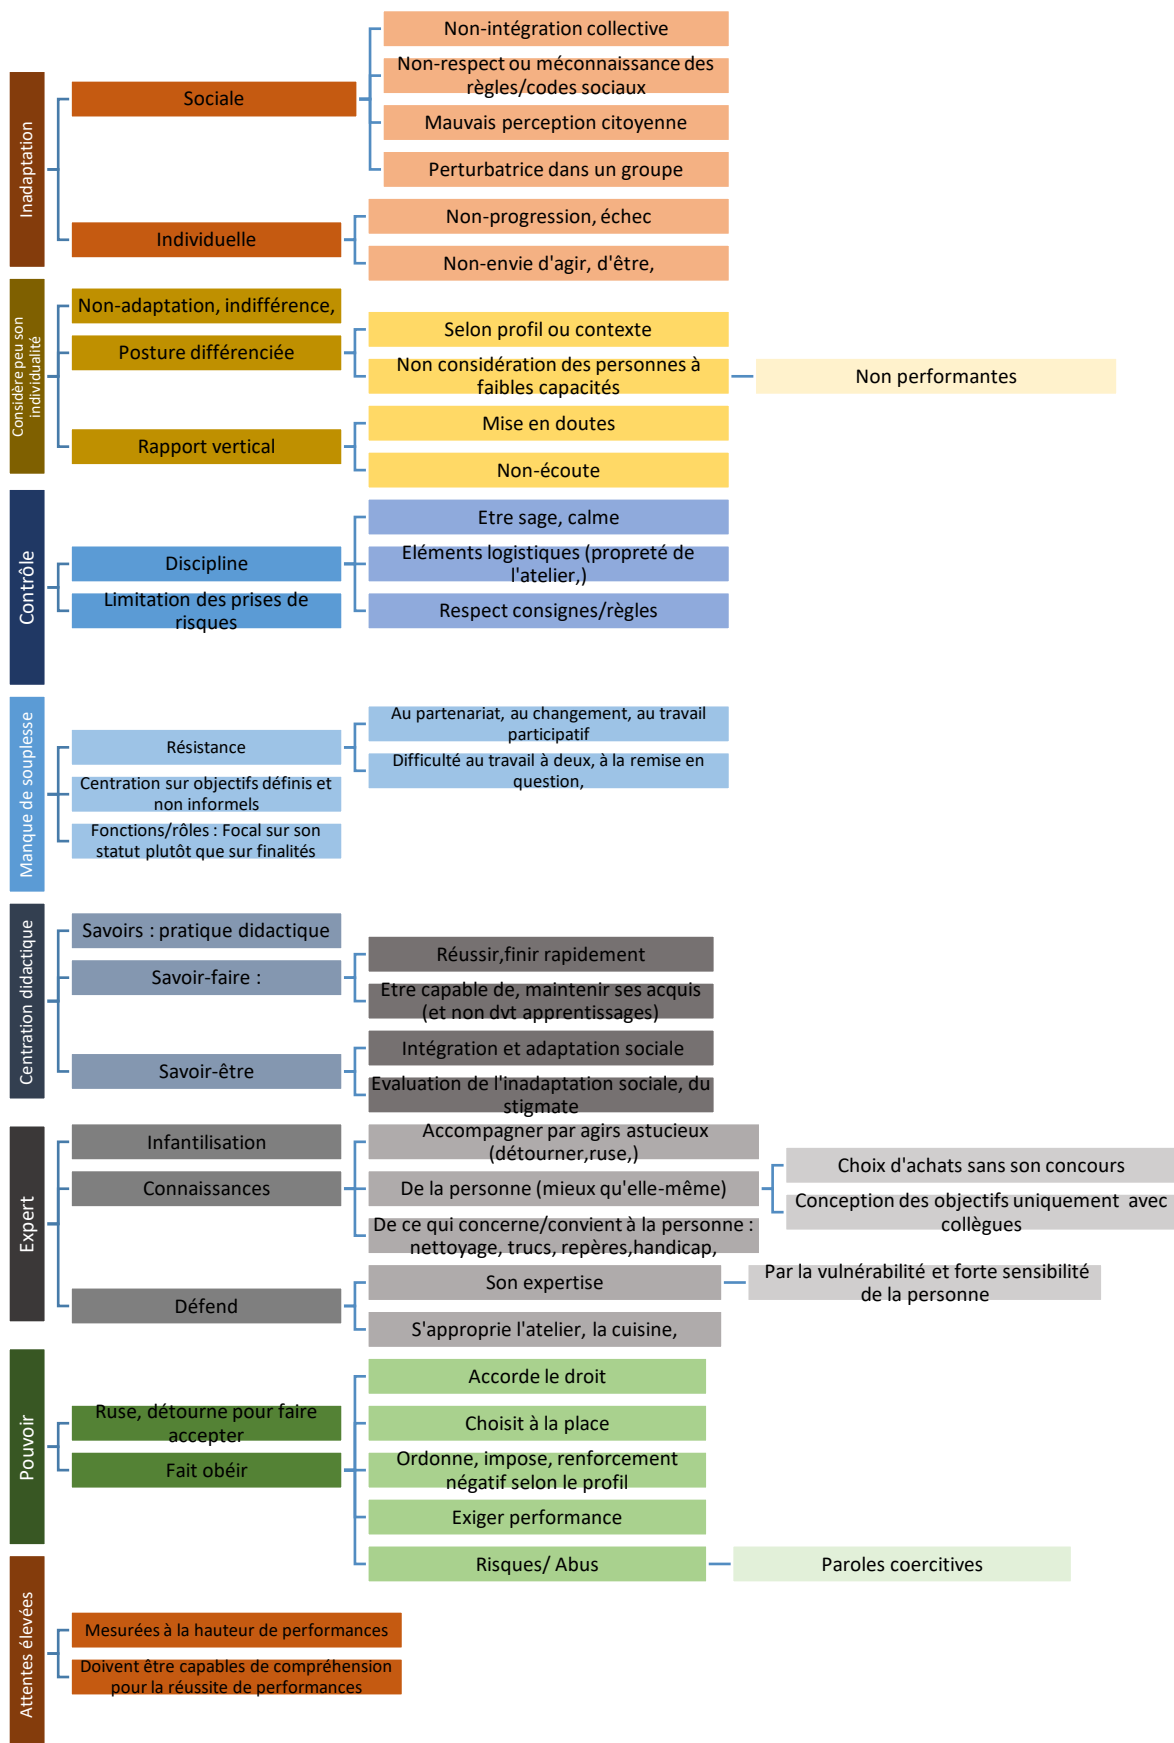 Inadaptation
Sociale
Non-intégration collective
Non-respect ou méconnaissance des
règles/codes sociaux
Mauvais perception citoyenne
Perturbatrice dans un groupe
Individuelle
Non-progression, échec
Non-envie d'agir, d'être,
Considère peu son
individualité
Non-adaptation, indifférence,
Posture différenciée
Selon profil ou contexte
Non considération des personnes à
faibles capacités
Non performantes
Rapport vertical
Mise en doutes
Non-écoute
Contrôle
Discipline
Etre sage, calme
Eléments logistiques (propreté de
l'atelier,)
Respect consignes/règles
Limitation des prises de
risques
Manque de souplesse
Résistance
Au partenariat, au changement, au travail
participatif
Difficulté au travail à deux, à la remise en
question,
Centration sur objectifs définis et
non informels
Fonctions/rôles : Focal sur son
statut plutôt que sur finalités
Centration didactique
Savoirs : pratique didactique
Savoir-faire :
Réussir,finir rapidement
Etre capable de, maintenir ses acquis
(et non dvt apprentissages)
Savoir-être
Intégration et adaptation sociale
Evaluation de l'inadaptation sociale, du
stigmate
Expert
Infantilisation
Connaissances
Accompagner par agirs astucieux
(détourner,ruse,)
De la personne (mieux qu'elle-même)
Choix d'achats sans son concours
Conception des objectifs uniquement avec
collègues
De ce qui concerne/convient à la personne :
nettoyage, trucs, repères,handicap,
Défend
Son expertise
Par la vulnérabilité et forte sensibilité
de la personne
S'approprie l'atelier, la cuisine,
Pouvoir
Ruse, détourne pour faire
accepter
Fait obéir
Accorde le droit
Choisit à la place
Ordonne, impose, renforcement
négatif selon le profil
Exiger performance
Risques/ Abus
Paroles coercitives
Attentes élevées
Mesurées à la hauteur de performances
Doivent être capables de compréhension
pour la réussite de performances